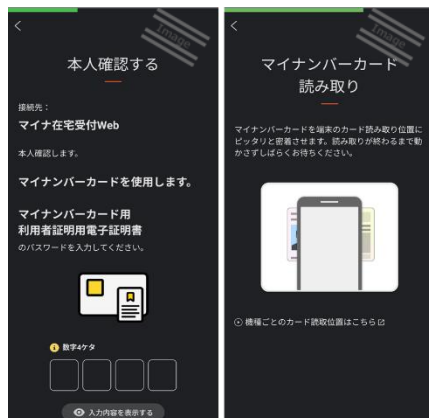 Image
本人確認する
接続先：
マイナ在宅受付Web
本人確認します。
マイナンバーカードを使用します。
マイナンバーカード用
利用者証明用電子証明書
のパスワードを入力してください。
数字4ケタ
入力内容を表示する
Image
マイナンバーカード
読み取り
マイナンバーカードを端末のカード読み取り位置に
ピッタリと密着させます。読み取りが終わるまで動
かさずしばらくお待ちください。
機種ごとのカード読取位置はこちら